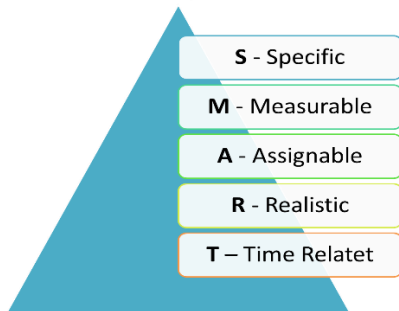 S - Specific
M - Measurable
A - Assignable
R - Realistic
T – Time Relatet